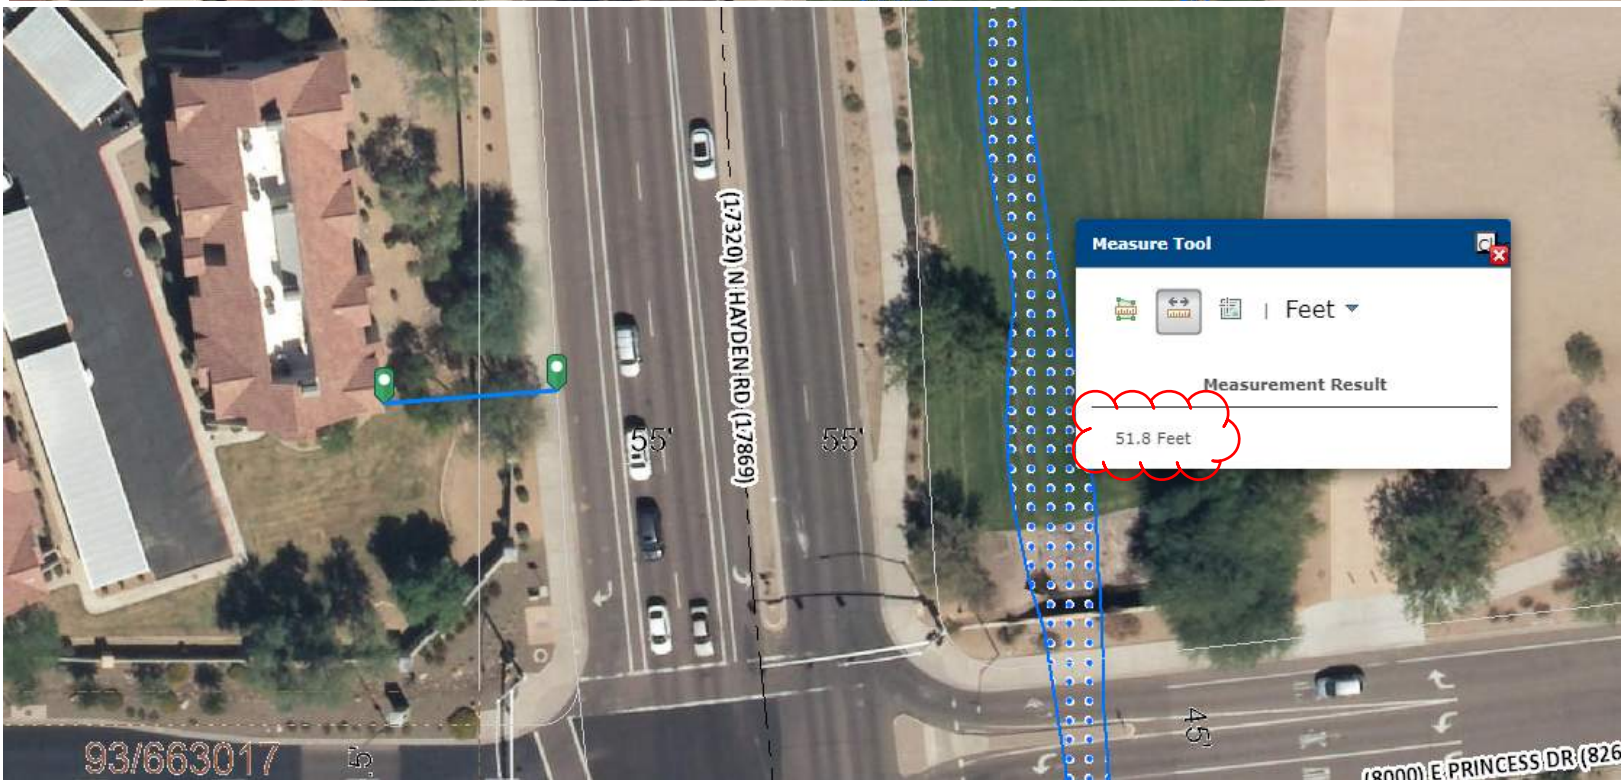 Measure Tool
Feet
Measurement Result
51.8 Feet
(17320) N HAYDEN RD (17869)
55'
55'
45'
93/663017
5'
(8000) E PRINCESS DR (826